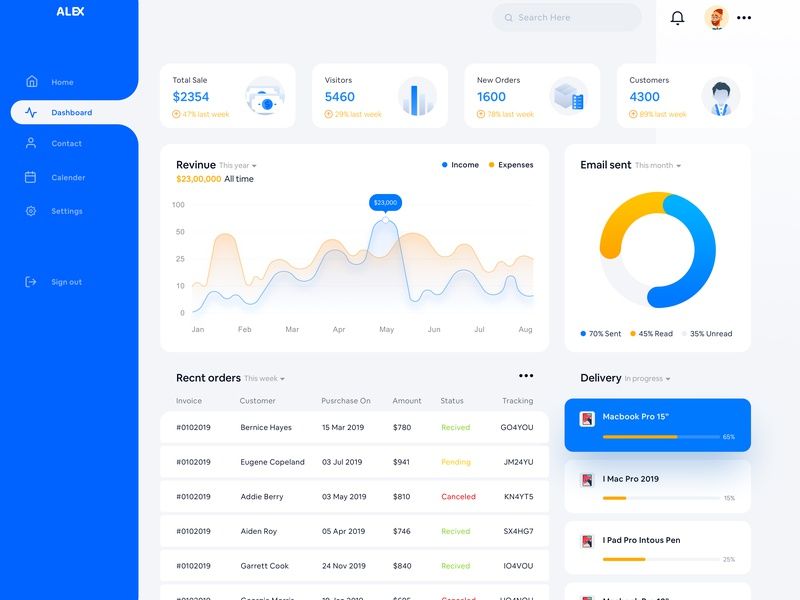 ALEX
Search Here
Home
Dashboard
Contact
Calender
Settings
Sign out
Total Sale
$2354
47% last week
Visitors
5460
29% last week
New Orders
1600
78% last week
Customers
4300
89% last week
Revinue This year
$23,00,000 All time
Income
Expenses
$23,000
100
50
25
10
0
Jan Feb Mar Apr May Jun Jul Aug
Email sent This month
70% Sent 45% Read 35% Unread
Recnt orders This week
Invoice Customer Pusrchase On Amount Status Tracking
#0102019 Bernice Hayes 15 Mar 2019 $780 Recived GO4YOU
#0102019 Eugene Copeland 03 Jul 2019 $941 Pending JM24YU
#0102019 Addie Berry 03 May 2019 $810 Canceled KN4YT5
#0102019 Aiden Roy 05 Apr 2019 $746 Recived SX4HG7
#0102019 Garrett Cook 24 Nov 2019 $840 Recived IO4VOU
Delivery In progress
Macbook Pro 15"
65%
I Mac Pro 2019
15%
I Pad Pro Intous Pen
25%